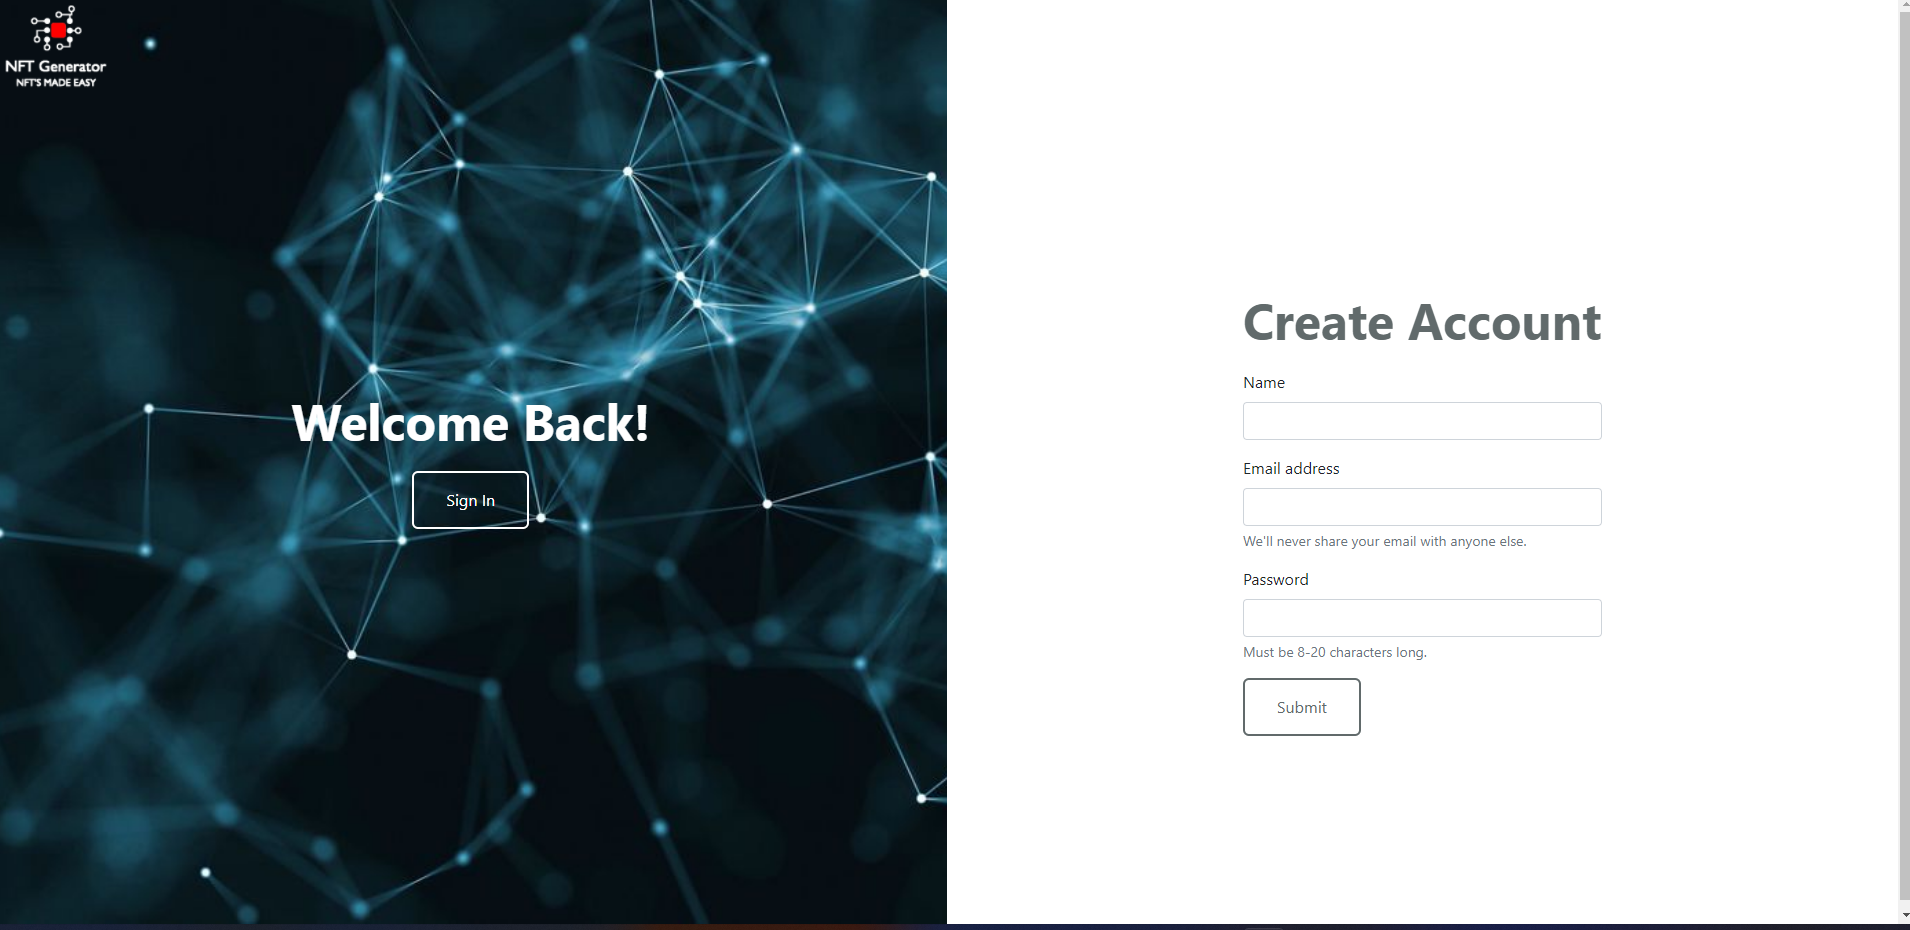 NFT Generator
NFT'S MADE EASY
Welcome Back!
Sign In
Create Account
Name
Email address
We'll never share your email with anyone else.
Password
Must be 8-20 characters long.
Submit